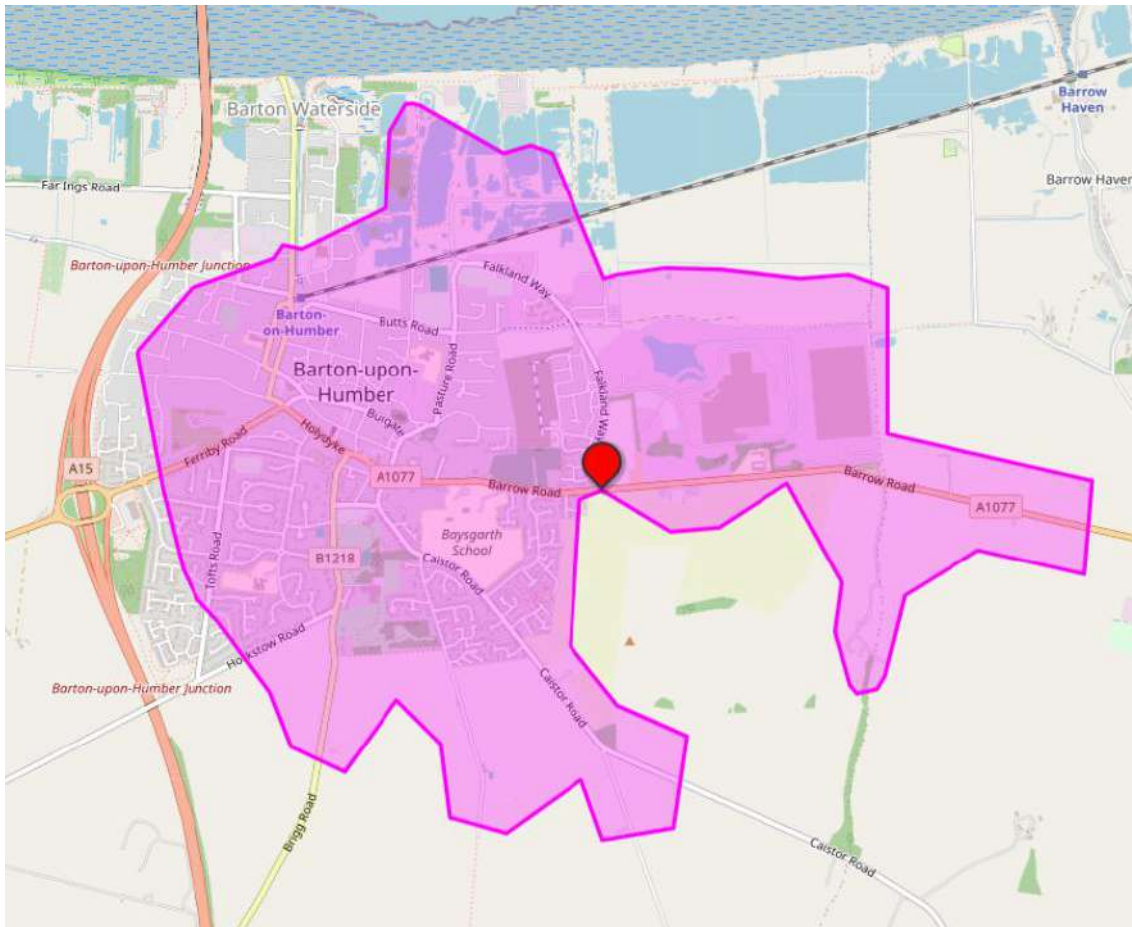 Barton Waterside
Barrow
Haven
Far Ings Road
Barrow Haven
Barton-upon-Humber Junction
Falkland Way
Barton-
on-Humber
Butts Road
Barton-upon-
Humber
Pasture Road
Falkland Way
Burgate
Holydyke
Ferriby Road
A15
A1077
Barrow Road
Barrow Road
A1077
Baysgarth
School
Tofts Road
B1218
Caistor Road
Horkstow Road
Barton-upon-Humber Junction
Caistor Road
Brigg Road
Caistor Road